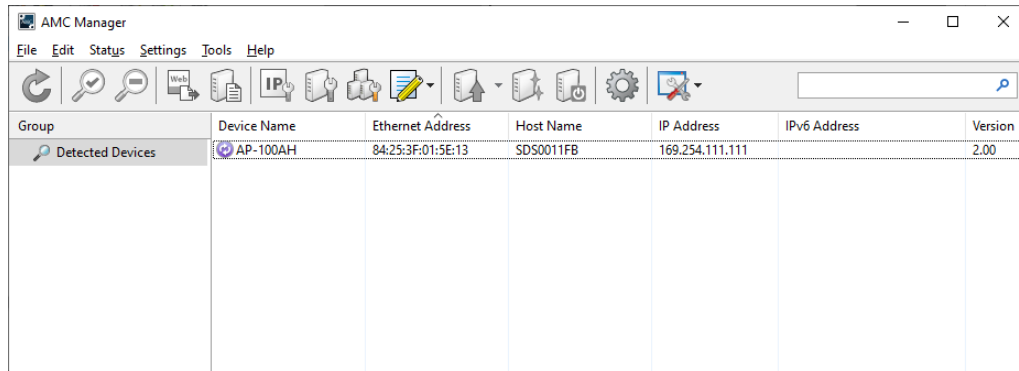 AMC Manager
File Edit Status Settings Tools Help
Web IP
Group Device Name Ethernet Address Host Name IP Address IPv6 Address Version
Detected Devices AP-100AH 84:25:3F:01:5E:13 SDS0011FB 169.254.111.111 2.00